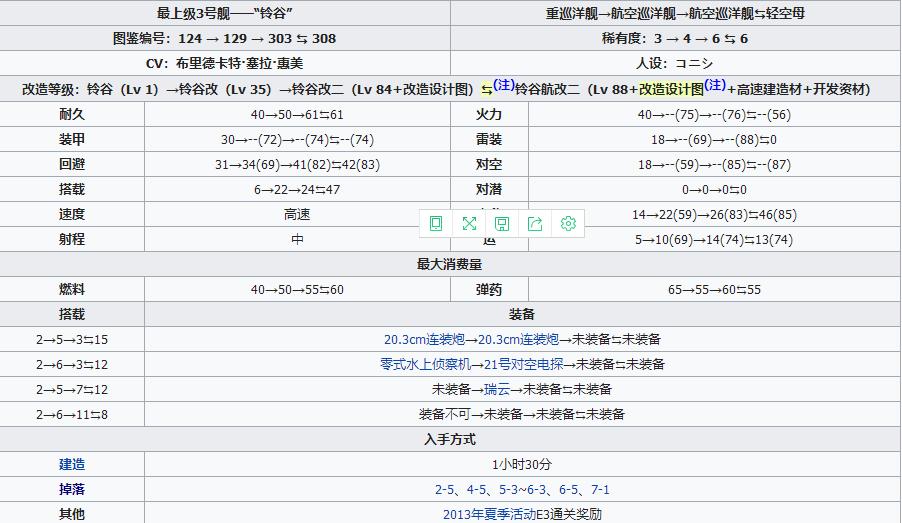 最上级3号舰——“铃谷” 重巡洋舰→航空巡洋舰→航空巡洋舰⇆轻空母
图鉴编号：124 → 129 → 303 ⇆ 308 稀有度：3 → 4 → 6 ⇆ 6
CV：布里德卡特·塞拉·惠美 人设：コニシ
改造等级：铃谷（Lv 1）→铃谷改（Lv 35）→铃谷改二（Lv 84+改造设计图）⇆(注)铃谷航改二（Lv 88+改造设计图(注)+高速建造材+开发资材）
耐久 40→50→61⇆61 火力 40→--(75)→--(76)⇆--(56)
装甲 30→--(72)→--(74)⇆--(74) 雷装 18→--(69)→--(88)⇆0
回避 31→34(69)→41(82)⇆42(83) 对空 18→--(59)→--(85)⇆--(87)
搭载 6→22→24⇆47 对潜 0→0→0⇆0
速度 高速 14→22(59)→26(83)⇆46(85)
射程 中 运 5→10(69)→14(74)⇆13(74)
最大消费量
燃料 40→50→55⇆60 弹药 65→55→60⇆55
搭载 装备
2→5→3⇆15 20.3cm连装炮→20.3cm连装炮→未装备⇆未装备
2→6→3⇆12 零式水上侦察机→21号对空电探→未装备⇆未装备
2→5→7⇆12 未装备→瑞云→未装备⇆未装备
2→6→11⇆8 装备不可→未装备→未装备⇆未装备
入手方式
建造 1小时30分
掉落 2-5、4-5、5-3~6-3、6-5、7-1
其他 2013年夏季活动E3通关奖励